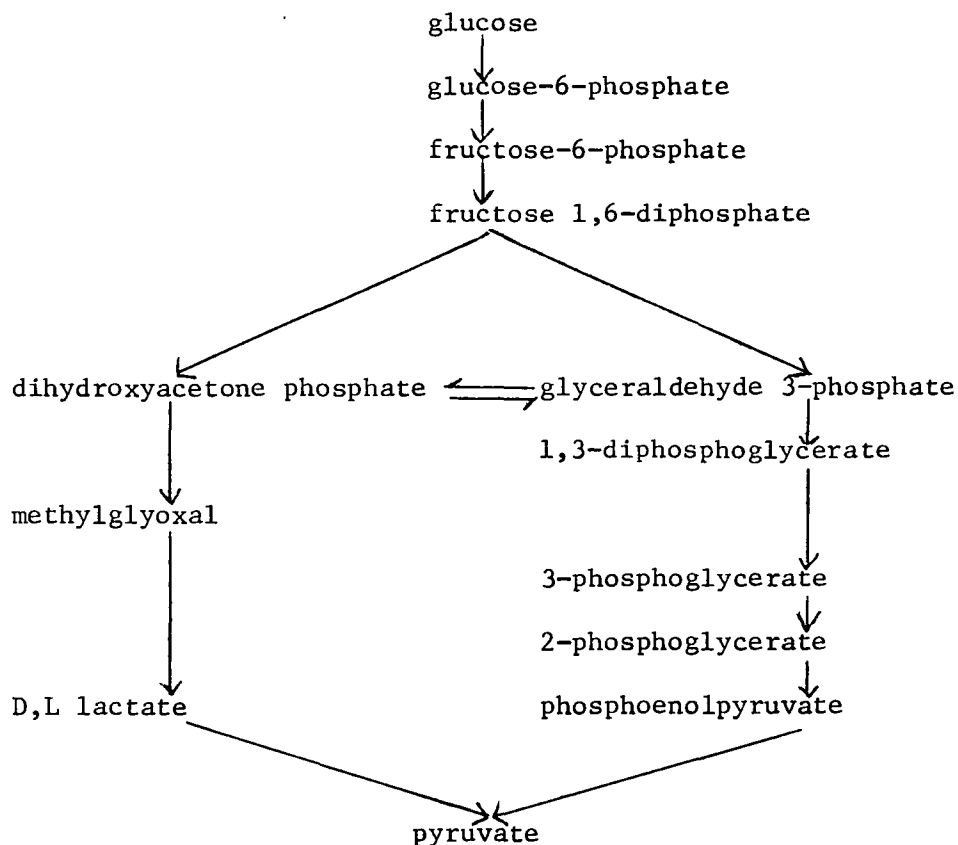 glucose
glucose-6-phosphate
fructose-6-phosphate
fructose 1,6-diphosphate
dihydroxyacetone phosphate
glyceraldehyde 3-phosphate
1,3-diphosphoglycerate
methylglyoxal
3-phosphoglycerate
2-phosphoglycerate
D,L lactate
phosphoenolpyruvate
pyruvate